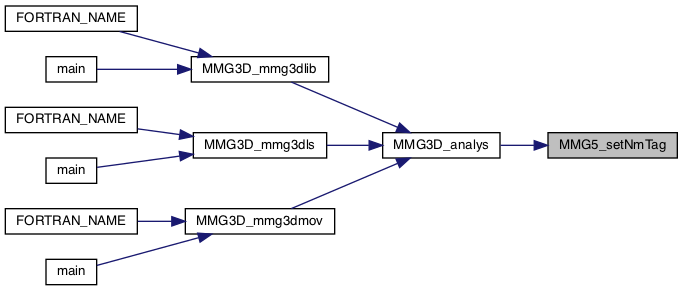 FORTRAN_NAME
main
MMG3D_mmg3dlib
FORTRAN_NAME
main
MMG3D_mmg3dls
MMG3D_analys
MMG5_setNmTag
FORTRAN_NAME
main
MMG3D_mmg3dmov